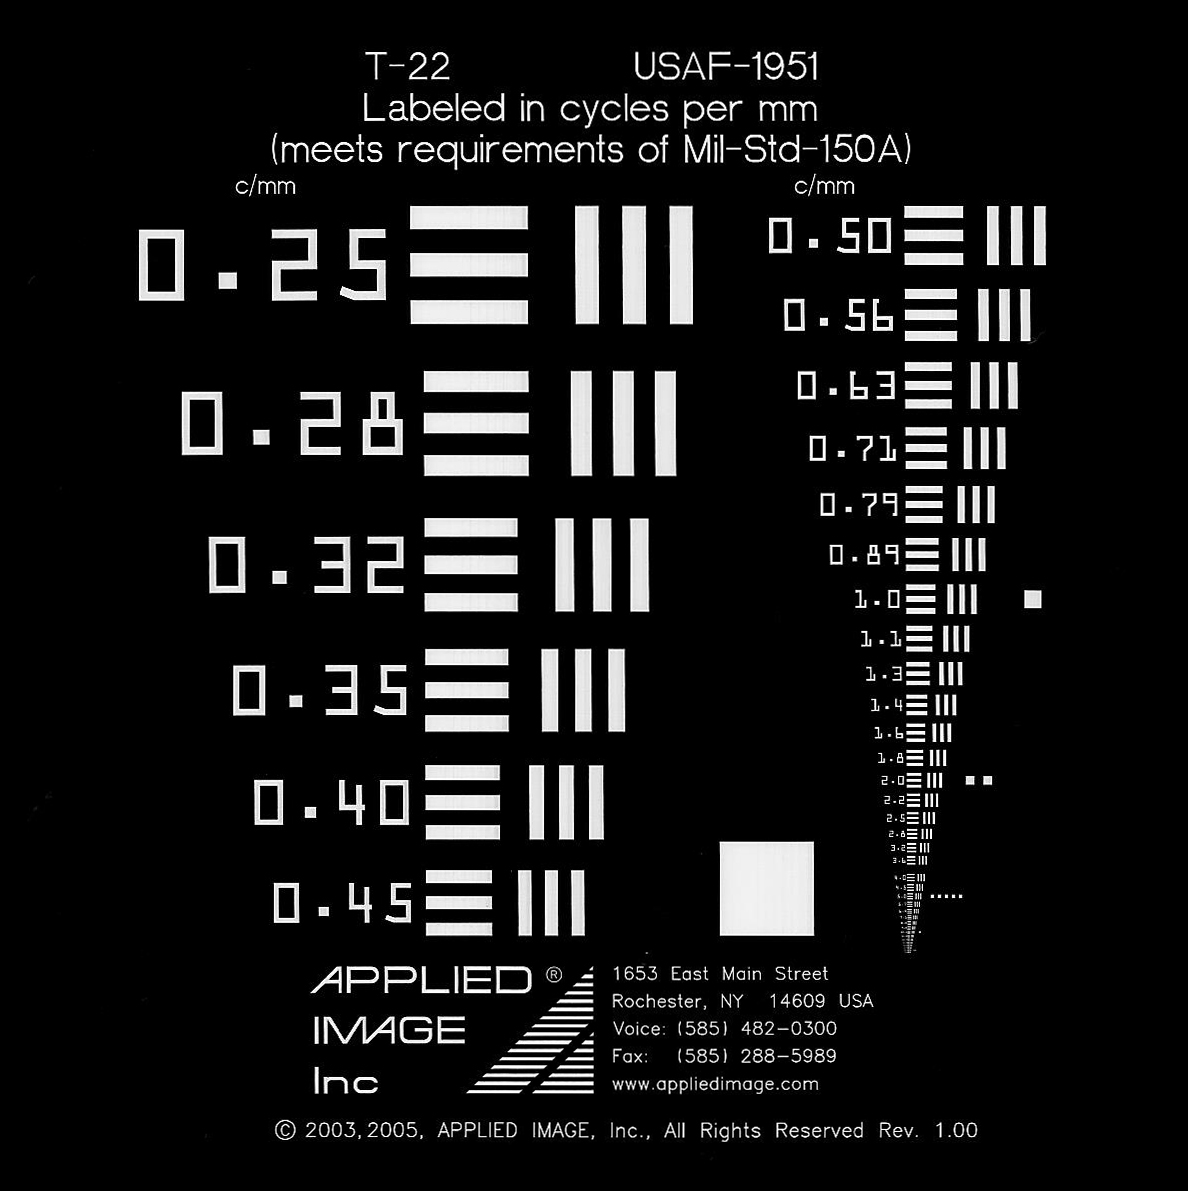 T-22 USAF-1951
Labeled in cycles per mm
(meets requirements of Mil-Std-150A)
c/mm
0.25
0.28
0.32
0.35
0.40
0.45
c/mm
0.50
0.56
0.63
0.71
0.79
0.89
1.0
1.1
1.3
1.4
1.6
1.8
2.0
2.2
2.5
2.8
3.2
3.6
4.0
APPLIED ®
IMAGE
Inc
1653 East Main Street
Rochester, NY 14609 USA
Voice: (585) 482-0300
Fax: (585) 288-5989
www.appliedimage.com
© 2003,2005, APPLIED IMAGE, Inc., All Rights Reserved Rev. 1.00